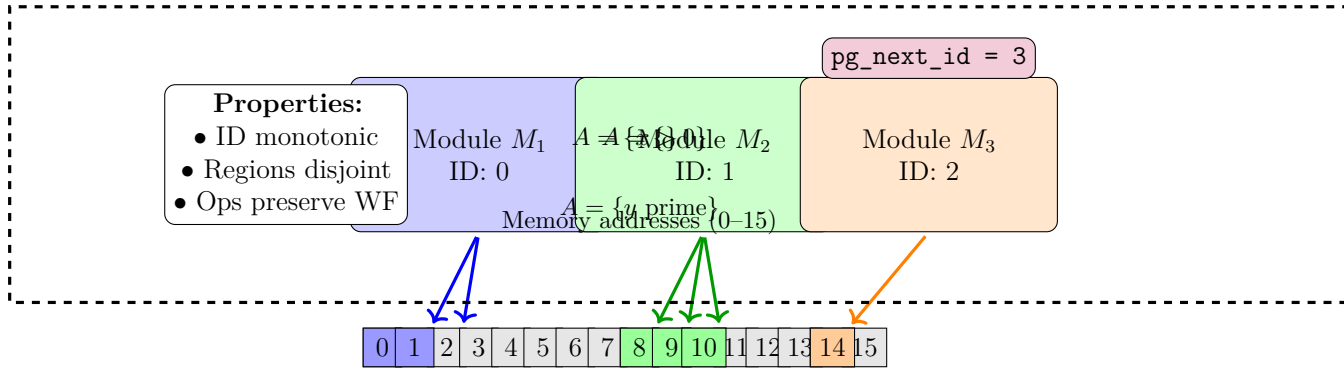 pg_next_id = 3
Properties:
• ID monotonic
• Regions disjoint
• Ops preserve WF
Module M₁
ID: 0
Module M₂
ID: 1
Module M₃
ID: 2
A = {y prime}
Memory addresses (0–15)
0 1 2 3 4 5 6 7 8 9 10 11 12 13 14 15